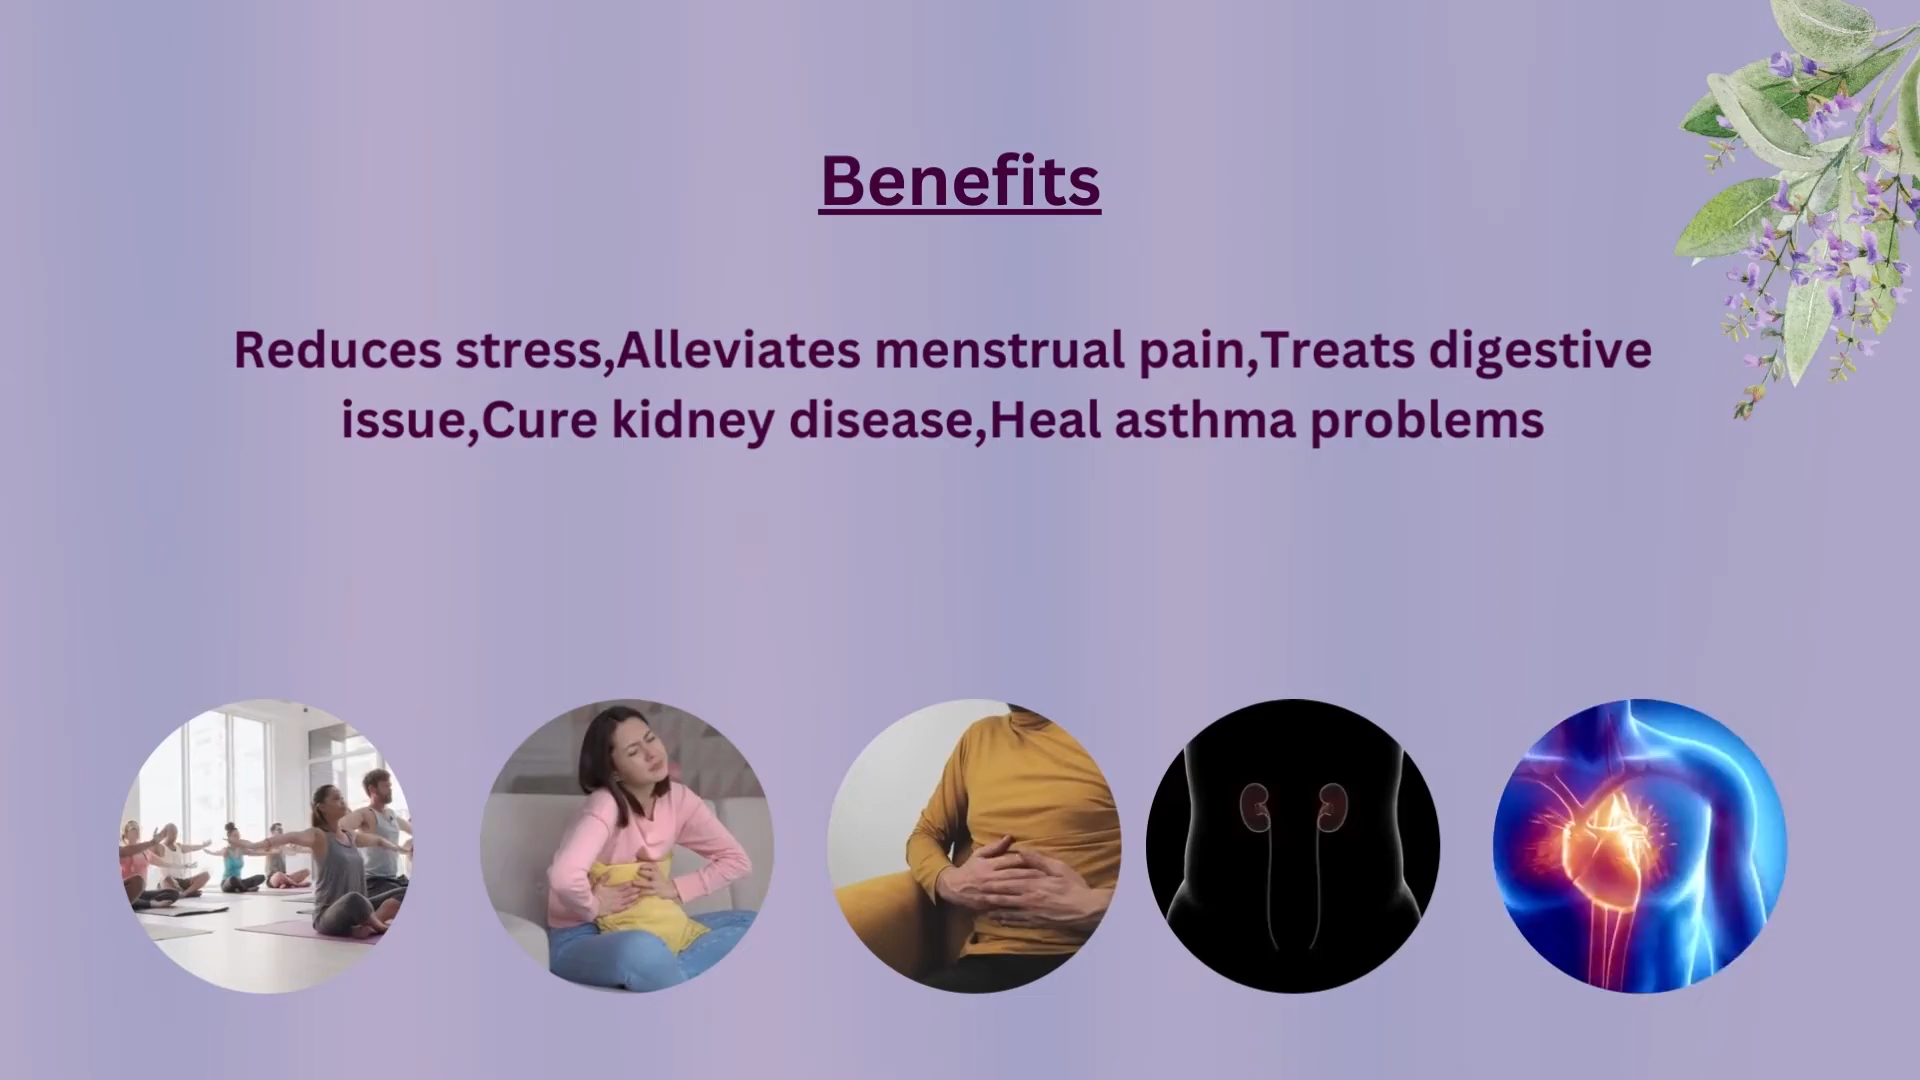 Benefits
Reduces stress,Alleviates menstrual pain,Treats digestive
issue,Cure kidney disease,Heal asthma problems